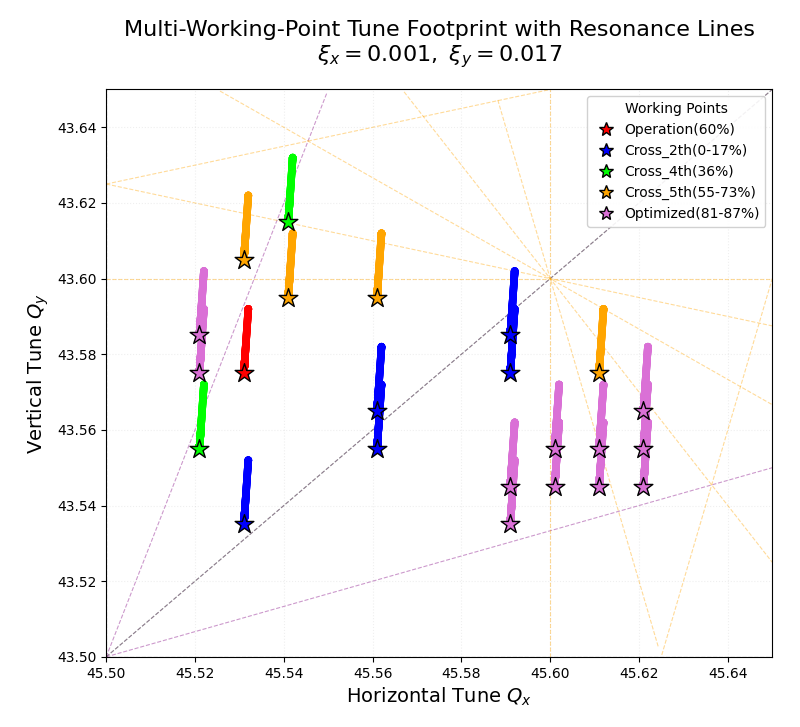 Multi-Working-Point Tune Footprint with Resonance Lines
ξx = 0.001, ξy = 0.017
Working Points
Operation(60%)
Cross_2th(0-17%)
Cross_4th(36%)
Cross_5th(55-73%)
Optimized(81-87%)
Vertical Tune Qy
43.64
43.62
43.60
43.58
43.56
43.54
43.52
43.50
45.50 45.52 45.54 45.56 45.58 45.60 45.62 45.64
Horizontal Tune Qx